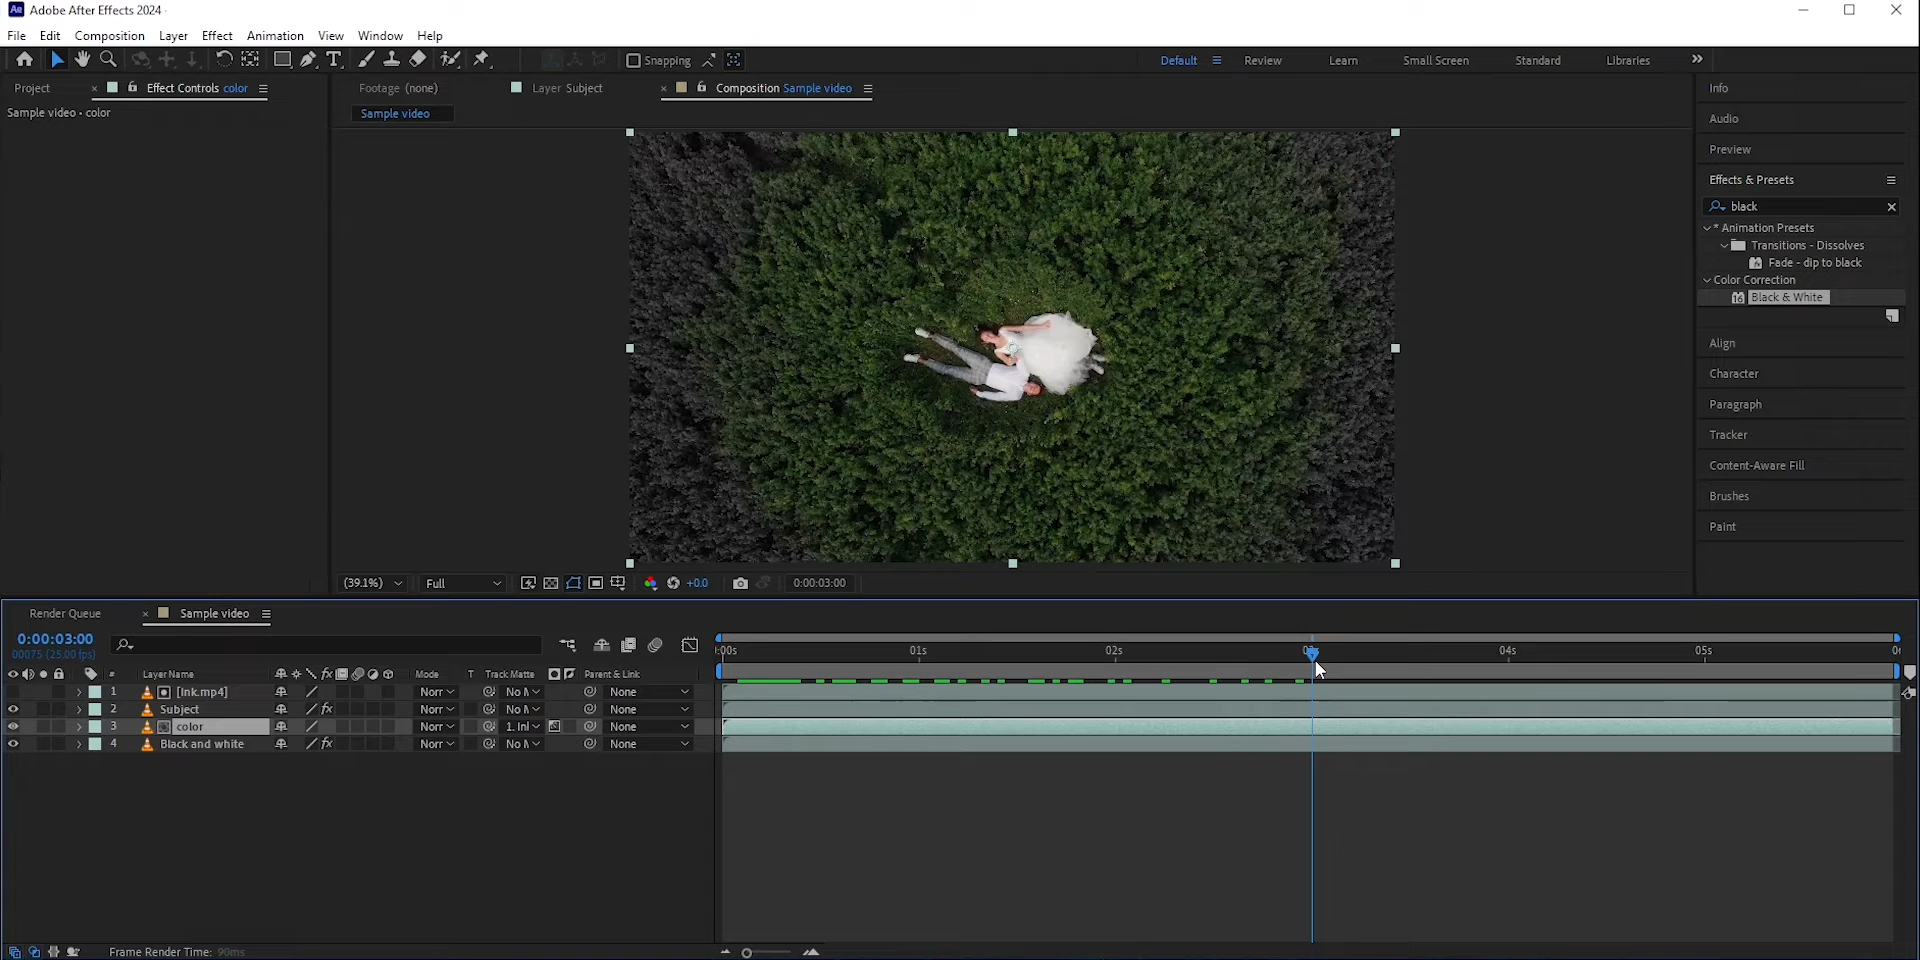 Adobe After Effects 2024
File Edit Composition Layer Effect Animation View Window Help
Snapping Default Review Learn Small Screen Standard Libraries
Project Effect Controls color Footage (none) Layer Subject Composition Sample video Info
Sample video • color Sample video
Audio
Preview
Effects & Presets
black
* Animation Presets
Transitions - Dissolves
Fade - dip to black
Color Correction
Black & White
Align
Character
Paragraph
Tracker
Content-Aware Fill
Brushes
Paint
(39.1%) Full +0.0 0:00:03:00
Render Queue Sample video
0:00:03:00
00075 (25.00 fps)
:00s 01s 02s 04s 05s
# Layer Name Mode T Track Matte Parent & Link
1 [Ink.mp4] Norr No None
2 Subject fx Norr No None
3 color Norr 1. Inl None
4 Black and white fx Norr No None
Frame Render Time: 90ms